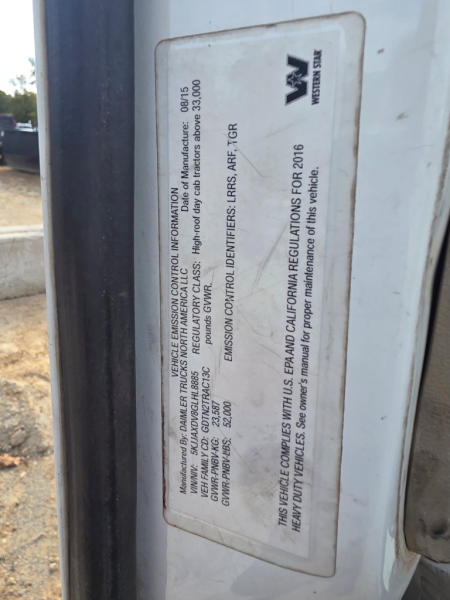 VEHICLE EMISSION CONTROL INFORMATION
Manufactured By: DAIMLER TRUCKS NORTH AMERICA LLC Date of Manufacture: 08/15
VIN/NIV: 5KJJAXDV8GLHL8885 REGULATORY CLASS: High-roof day cab tractors above 33,000
VEH FAMILY CD: GDTN2TRAC13C pounds GVWR.
GVWR-PNBV-KG: 23,587
GVWR-PNBV-LBS: 52,000 EMISSION CONTROL IDENTIFIERS: LRRS, ARF, TGR
THIS VEHICLE COMPLIES WITH U.S. EPA AND CALIFORNIA REGULATIONS FOR 2016
HEAVY DUTY VEHICLES. See owner's manual for proper maintenance of this vehicle.
WESTERN STAR